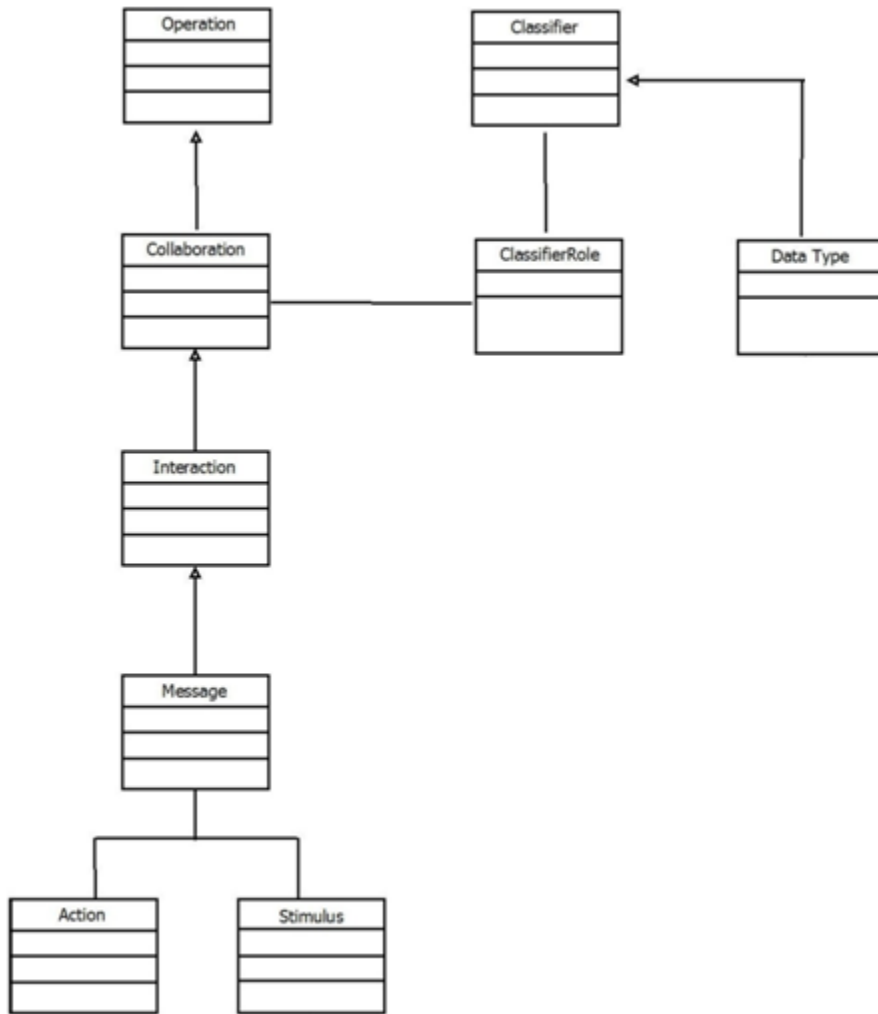 Operation
Classifier
Collaboration
ClassifierRole
Data Type
Interaction
Message
Action
Stimulus